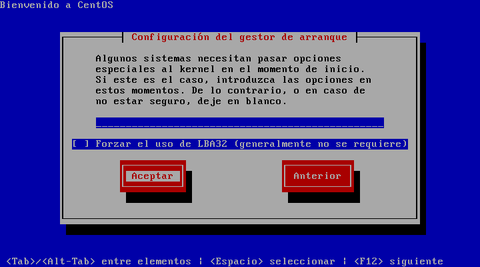 Bienvenido a CentOS
Configuración del gestor de arranque
Algunos sistemas necesitan pasar opciones
especiales al kernel en el momento de inicio.
Si este es el caso, introduzca las opciones en
estos momentos. De lo contrario, o en caso de
no estar seguro, deje en blanco.
[ ] Forzar el uso de LBA32 (generalmente no se requiere)
Aceptar Anterior
<Tab>/<Alt-Tab> entre elementos | <Espacio> seleccionar | <F12> siguiente